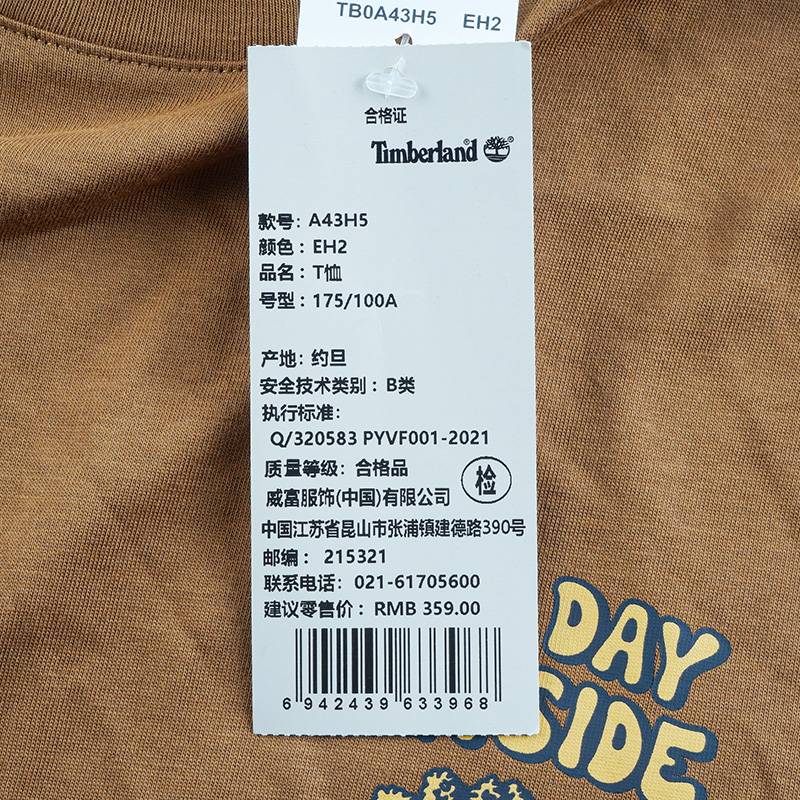 TB0A43H5 EH2
合格证
Timberland
款号: A43H5
颜色: EH2
品名: T恤
号型: 175/100A
产地: 约旦
安全技术类别: B类
执行标准:
Q/320583 PYVF001-2021
质量等级: 合格品
威富服饰(中国)有限公司
检
中国江苏省昆山市张浦镇建德路390号
邮编: 215321
联系电话: 021-61705600
建议零售价: RMB 359.00
6 942439 633968
DAY
SIDE